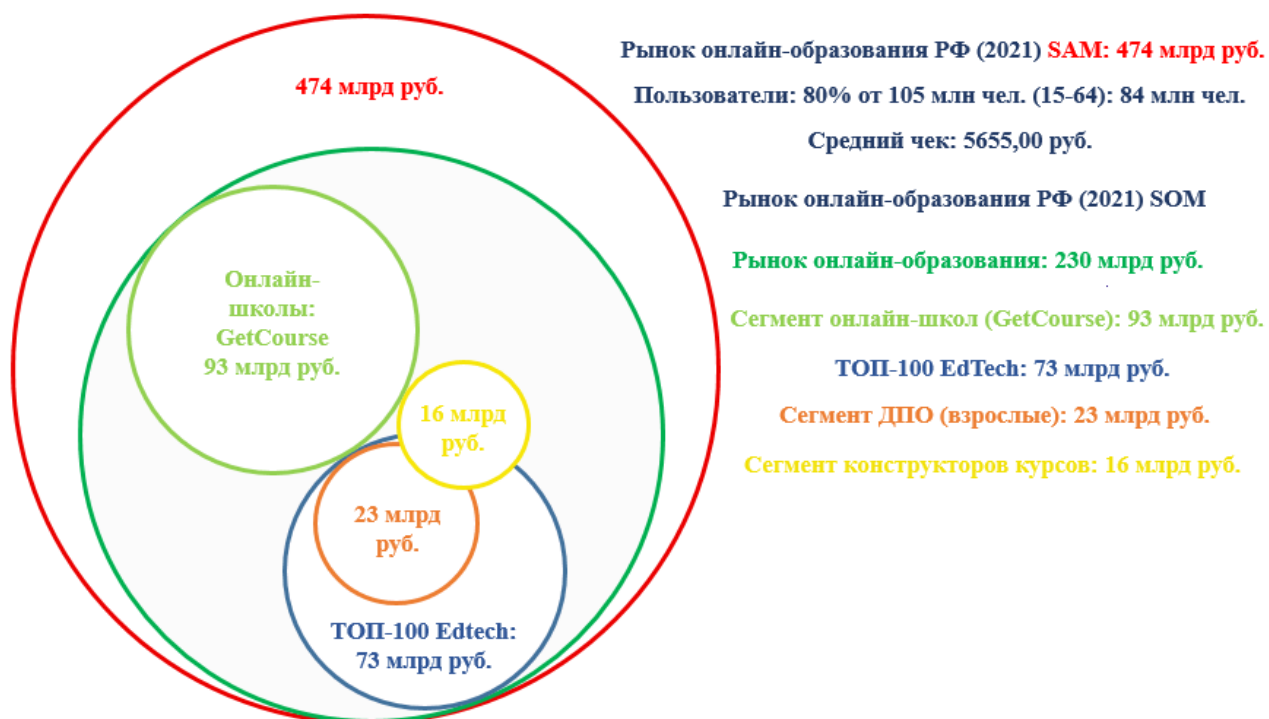 474 млрд руб.
Онлайн-
школы:
GetCourse
93 млрд руб.
16 млрд
руб.
23 млрд
руб.
ТОП-100 Edtech:
73 млрд руб.
Рынок онлайн-образования РФ (2021) SAM: 474 млрд руб.
Пользователи: 80% от 105 млн чел. (15-64): 84 млн чел.
Средний чек: 5655,00 руб.
Рынок онлайн-образования РФ (2021) SOM
Рынок онлайн-образования: 230 млрд руб.
Сегмент онлайн-школ (GetCourse): 93 млрд руб.
ТОП-100 EdTech: 73 млрд руб.
Сегмент ДПО (взрослые): 23 млрд руб.
Сегмент конструкторов курсов: 16 млрд руб.